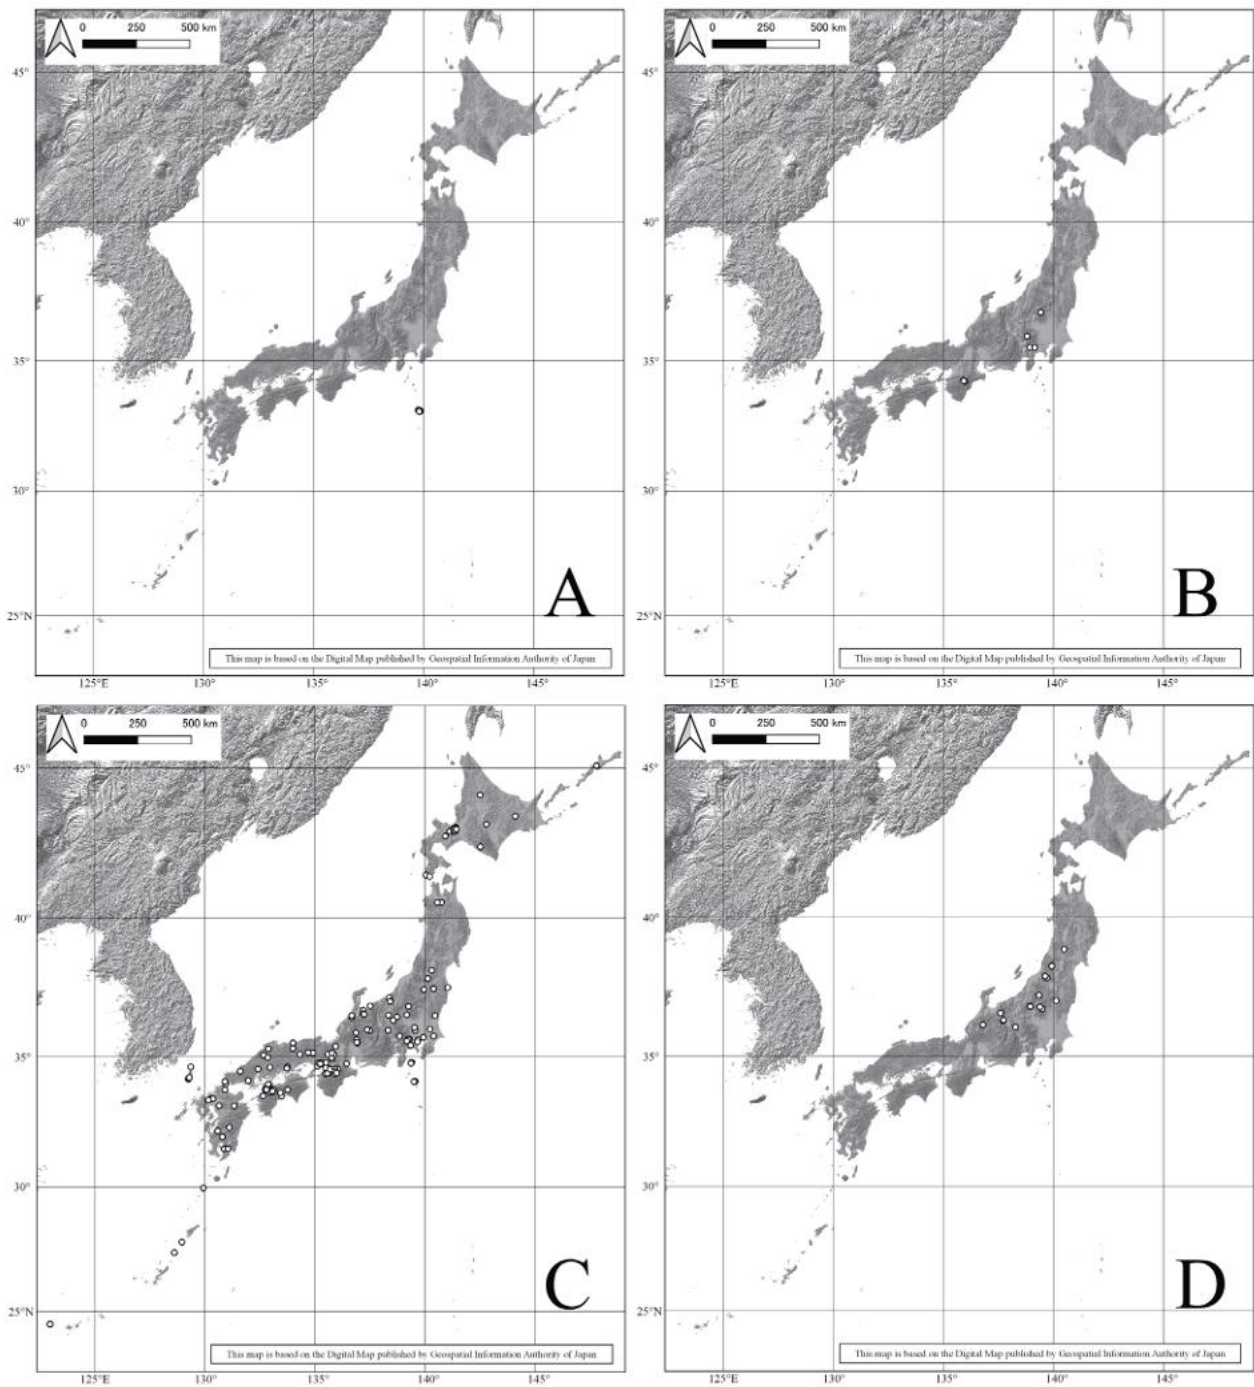 0 250 500 km
45°
40°
35°
30°
25°N
A
This map is based on the Digital Map published by Geospatial Information Authority of Japan
125°E 130° 135° 140° 145°
0 250 500 km
45°
40°
35°
30°
25°N
B
This map is based on the Digital Map published by Geospatial Information Authority of Japan
125°E 130° 135° 140° 145°
0 250 500 km
45°
40°
35°
30°
25°N
C
This map is based on the Digital Map published by Geospatial Information Authority of Japan
125°E 130° 135° 140° 145°
0 250 500 km
45°
40°
35°
30°
25°N
D
This map is based on the Digital Map published by Geospatial Information Authority of Japan
125°E 130° 135° 140° 145°